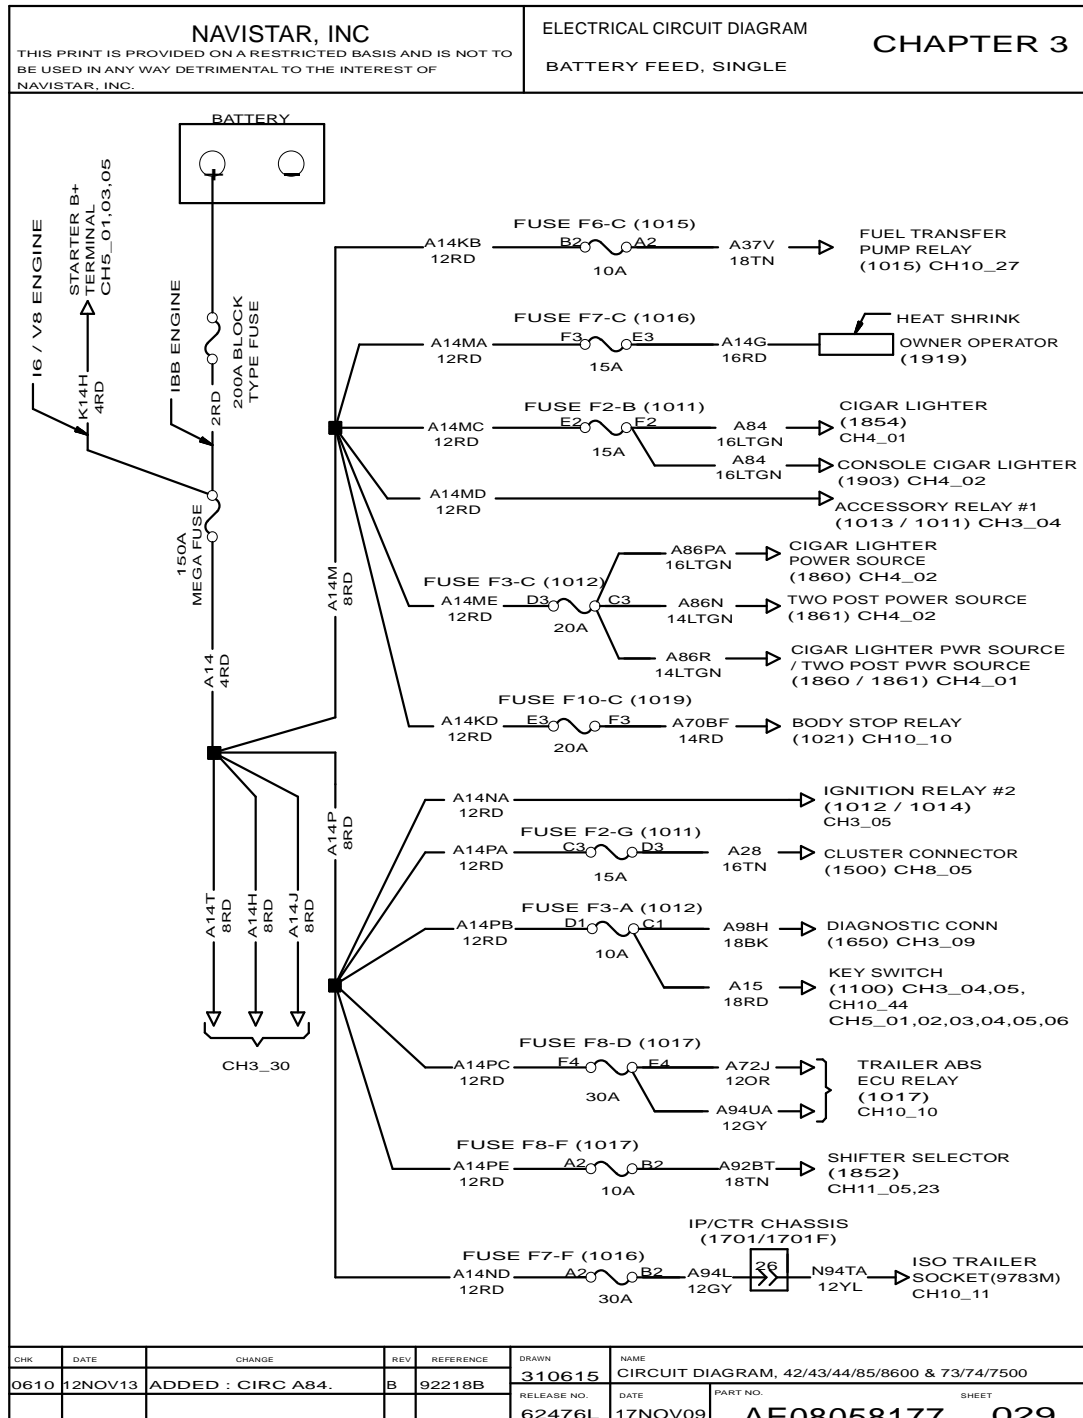 NAVISTAR, INC
THIS PRINT IS PROVIDED ON A RESTRICTED BASIS AND IS NOT TO
BE USED IN ANY WAY DETRIMENTAL TO THE INTEREST OF
NAVISTAR, INC.
ELECTRICAL CIRCUIT DIAGRAM
BATTERY FEED, SINGLE
CHAPTER 3
BATTERY
I6 / V8 ENGINE
STARTER B+
TERMINAL
CH5_01,03,05
K14H
4RD
IBB ENGINE
2RD
200A BLOCK
TYPE FUSE
150A
MEGA FUSE
A14
4RD
A14M
8RD
A14P
8RD
A14T
8RD
A14H
8RD
A14J
8RD
CH3_30
FUSE F6-C (1015)
A14KB
12RD
B2
A2
10A
A37V
18TN
FUEL TRANSFER
PUMP RELAY
(1015) CH10_27
FUSE F7-C (1016)
A14MA
12RD
F3
E3
15A
A14G
16RD
HEAT SHRINK
OWNER OPERATOR
(1919)
FUSE F2-B (1011)
A14MC
12RD
E2
F2
15A
A84
16LTGN
CIGAR LIGHTER
(1854)
CH4_01
A84
16LTGN
CONSOLE CIGAR LIGHTER
(1903) CH4_02
A14MD
12RD
ACCESSORY RELAY #1
(1013 / 1011) CH3_04
FUSE F3-C (1012)
A14ME
12RD
D3
C3
20A
A86PA
16LTGN
CIGAR LIGHTER
POWER SOURCE
(1860) CH4_02
A86N
14LTGN
TWO POST POWER SOURCE
(1861) CH4_02
A86R
14LTGN
CIGAR LIGHTER PWR SOURCE
/ TWO POST PWR SOURCE
(1860 / 1861) CH4_01
FUSE F10-C (1019)
A14KD
12RD
E3
F3
20A
A70BF
14RD
BODY STOP RELAY
(1021) CH10_10
A14NA
12RD
IGNITION RELAY #2
(1012 / 1014)
CH3_05
FUSE F2-G (1011)
A14PA
12RD
C3
D3
15A
A28
16TN
CLUSTER CONNECTOR
(1500) CH8_05
FUSE F3-A (1012)
A14PB
12RD
D1
C1
10A
A98H
18BK
DIAGNOSTIC CONN
(1650) CH3_09
A15
18RD
KEY SWITCH
(1100) CH3_04,05,
CH10_44
CH5_01,02,03,04,05,06
FUSE F8-D (1017)
A14PC
12RD
F4
E4
30A
A72J
12OR
A94UA
12GY
TRAILER ABS
ECU RELAY
(1017)
CH10_10
FUSE F8-F (1017)
A14PE
12RD
A2
B2
10A
A92BT
18TN
SHIFTER SELECTOR
(1852)
CH11_05,23
IP/CTR CHASSIS
(1701/1701F)
FUSE F7-F (1016)
A14ND
12RD
A2
B2
30A
A94L
12GY
26
N94TA
12YL
ISO TRAILER
SOCKET(9783M)
CH10_11
CHK DATE CHANGE REV REFERENCE
0610 12NOV13 ADDED : CIRC A84. B 92218B
DRAWN
310615
NAME
CIRCUIT DIAGRAM, 42/43/44/85/8600 & 73/74/7500
RELEASE NO.
62476L
DATE
17NOV09
PART NO.
AE08058177
SHEET
029